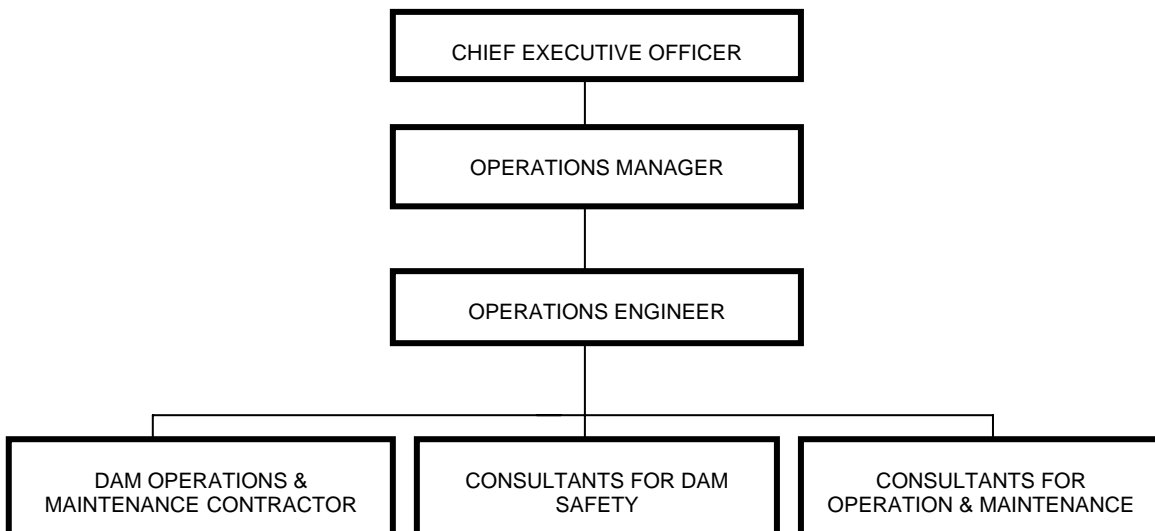 CHIEF EXECUTIVE OFFICER
OPERATIONS MANAGER
OPERATIONS ENGINEER
DAM OPERATIONS &
MAINTENANCE CONTRACTOR
CONSULTANTS FOR DAM
SAFETY
CONSULTANTS FOR
OPERATION & MAINTENANCE